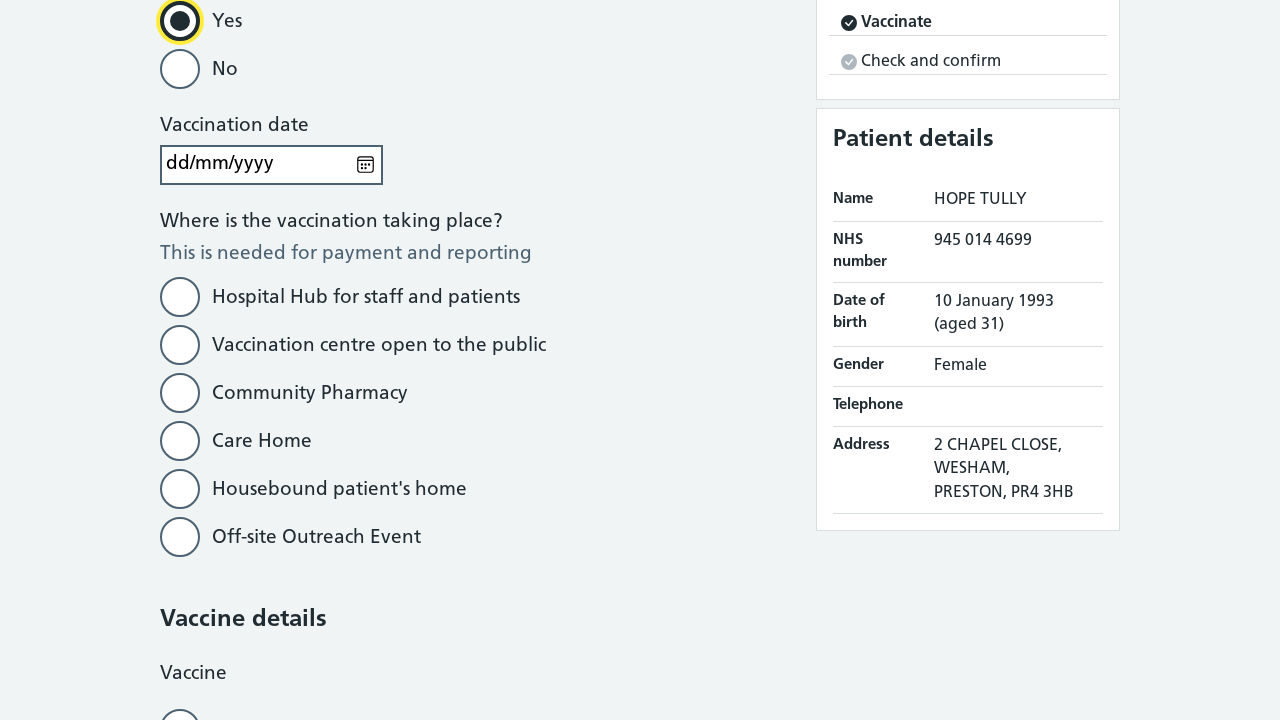 Yes
No
Vaccination date
dd/mm/yyyy
Where is the vaccination taking place?
This is needed for payment and reporting
Hospital Hub for staff and patients
Vaccination centre open to the public
Community Pharmacy
Care Home
Housebound patient's home
Off-site Outreach Event
Vaccine details
Vaccine
Vaccinate
Check and confirm
Patient details
Name HOPE TULLY
NHS number 945 014 4699
Date of birth 10 January 1993
(aged 31)
Gender Female
Telephone
Address 2 CHAPEL CLOSE,
WESHAM,
PRESTON, PR4 3HB